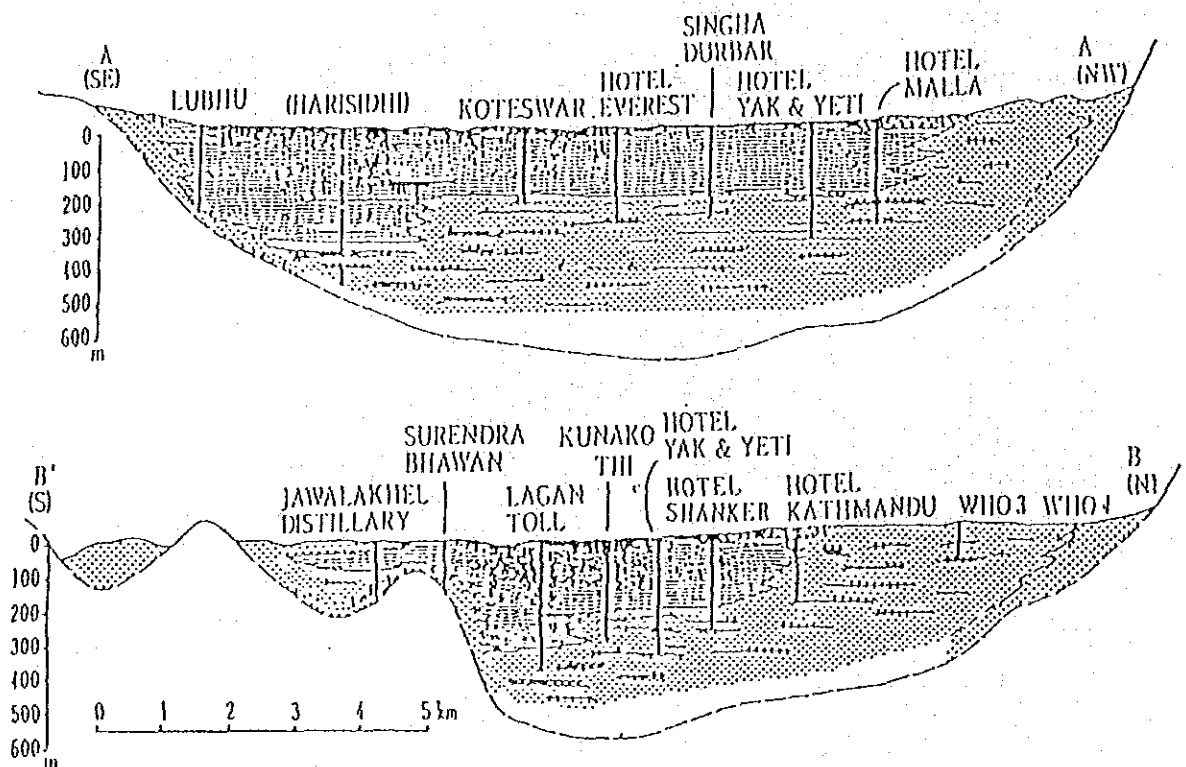 SINGHA
DURBAR
A
(SE)
LUBHU
(HARISIDHI)
KOTESWAR
HOTEL
EVEREST
HOTEL
YAK & YETI
HOTEL
MALLA
A
(NW)
0
100
200
300
400
500
600
m
B'
(S)
JAWALAKHEL
DISTILLARY
SURENDRA
BHAWAN
LAGAN
TOLL
KUNAKO
THI
HOTEL
YAK & YETI
HOTEL
SHANKER
HOTEL
KATHMANDU
WHO3 WHO4
B
(N)
0
100
200
300
400
500
600
m
0 1 2 3 4 5 km